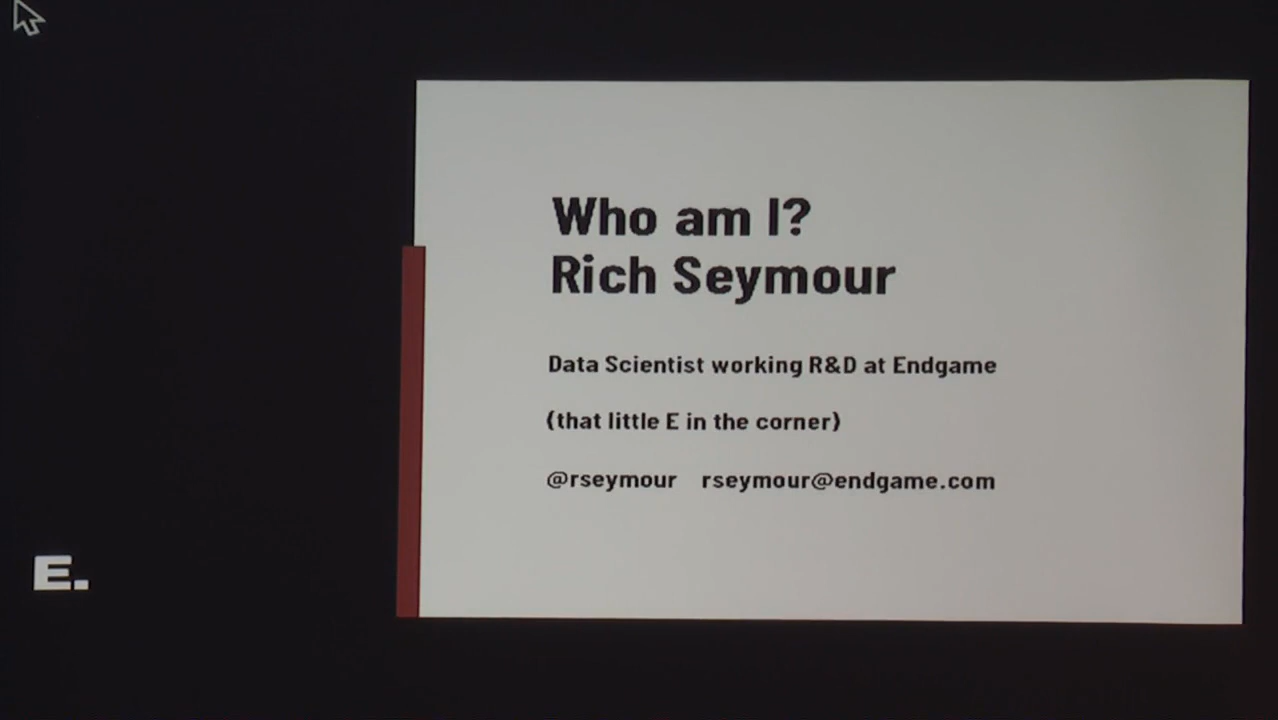 Who am I?
Rich Seymour
Data Scientist working R&D at Endgame
(that little E in the corner)
@rseymour rseymour@endgame.com
E.